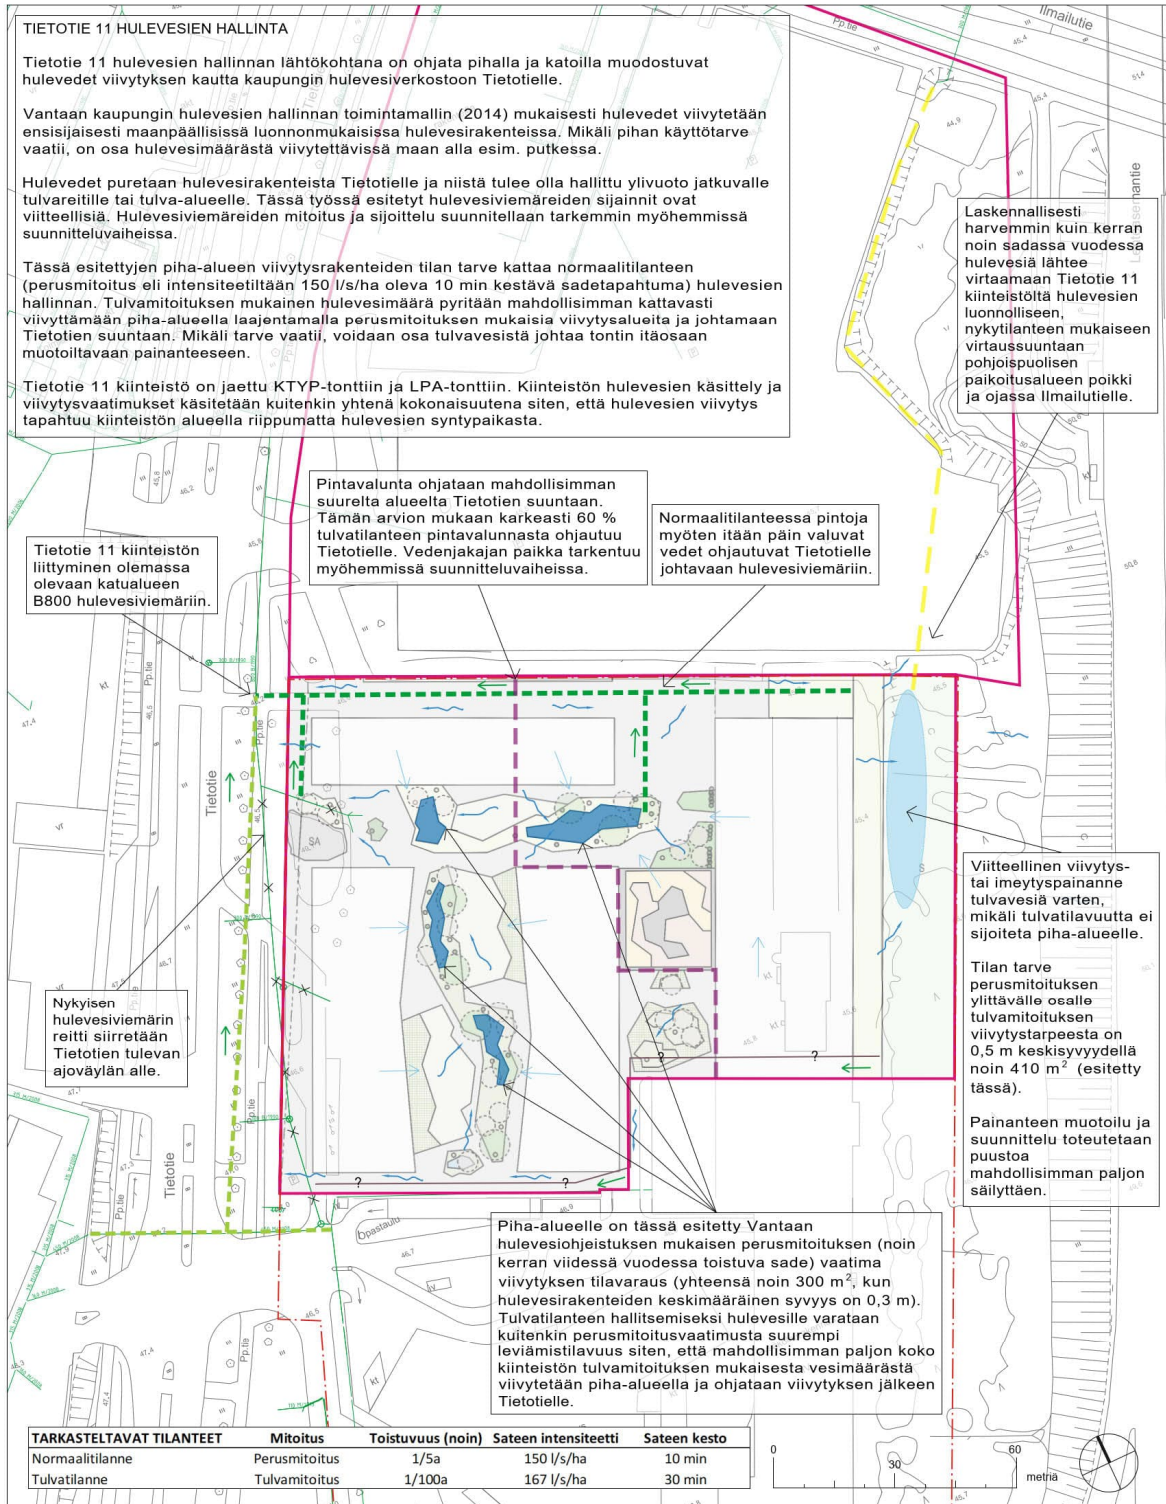 TIETOTIE 11 HULEVESIEN HALLINTA
Tietotie 11 hulevesien hallinnan lähtökohtana on ohjata pihalla ja katoilla muodostuvat
hulevedet viivytyksen kautta kaupungin hulevesiverkostoon Tietotielle.
Vantaan kaupungin hulevesien hallinnan toimintamallin (2014) mukaisesti hulevedet viivytetään
ensisijaisesti maanpäällisissä luonnonmukaisissa hulevesirakenteissa. Mikäli pihan käyttötarve
vaatii, on osa hulevesimäärästä viivytettävissä maan alla esim. putkessa.
Hulevedet puretaan hulevesirakenteista Tietotielle ja niistä tulee olla hallittu ylivuoto jatkuvalle
tulvareitille tai tulva-alueelle. Tässä työssä esitetyt hulevesiviemäreiden sijainnit ovat
viitteellisiä. Hulevesiviemäreiden mitoitus ja sijoittelu suunnitellaan tarkemmin myöhemmissä
suunnitteluvaiheissa.
Tässä esitettyjen piha-alueen viivytysrakenteiden tilan tarve kattaa normaalitilanteen
(perusmitoitus eli intensiteetiltään 150 l/s/ha oleva 10 min kestävä sadetapahtuma) hulevesien
hallinnan. Tulvamitoituksen mukainen hulevesimäärä pyritään mahdollisimman kattavasti
viivyttämään piha-alueella laajentamalla perusmitoituksen mukaisia viivytysalueita ja johtamaan
Tietotien suuntaan. Mikäli tarve vaatii, voidaan osa tulvavesistä johtaa tontin itäosaan
muotoiltavaan painanteeseen.
Tietotie 11 kiinteistö on jaettu KTYP-tonttiin ja LPA-tonttiin. Kiinteistön hulevesien käsittely ja
viivytysvaatimukset käsitetään kuitenkin yhtenä kokonaisuutena siten, että hulevesien viivytys
tapahtuu kiinteistön alueella riippumatta hulevesien syntypaikasta.
Ilmailutie
Laskennallisesti
harvemmin kuin kerran
noin sadassa vuodessa
hulevesiä lähtee
virtaamaan Tietotie 11
kiinteistöltä hulevesien
luonnolliseen,
nykytilanteen mukaiseen
virtaussuuntaan
pohjoispuolisen
paikoitusalueen poikki
ja ojassa Ilmailutielle.
Pintavalunta ohjataan mahdollisimman
suurelta alueelta Tietotien suuntaan.
Tämän arvion mukaan karkeasti 60 %
tulvatilanteen pintavalunnasta ohjautuu
Tietotielle. Vedenjakajan paikka tarkentuu
myöhemmissä suunnitteluvaiheissa.
Normaalitilanteessa pintoja
myöten itään päin valuvat
vedet ohjautuvat Tietotielle
johtavaan hulevesiviemäriin.
Tietotie 11 kiinteistön
liittyminen olemassa
olevaan katualueen
B800 hulevesiviemäriin.
Tietotie
SA
Viitteellinen viivytys-
tai imeytyspainanne
tulvavesiä varten,
mikäli tulvatilavuutta ei
sijoiteta piha-alueelle.
Tilan tarve
perusmitoituksen
ylittävälle osalle
tulvamitoituksen
viivytystarpeesta on
0,5 m keskisyvyydellä
noin 410 m² (esitetty
tässä).
Painanteen muotoilu ja
suunnittelu toteutetaan
puustoa
mahdollisimman paljon
säilyttäen.
Nykyisen
hulevesiviemärin
reitti siirretään
Tietotien tulevan
ajoväylän alle.
Tietotie
Pp.tie
Opastaulu
Piha-alueelle on tässä esitetty Vantaan
hulevesiohjeistuksen mukaisen perusmitoituksen (noin
kerran viidessä vuodessa toistuva sade) vaatima
viivytyksen tilavaraus (yhteensä noin 300 m², kun
hulevesirakenteiden keskimääräinen syvyys on 0,3 m).
Tulvatilanteen hallitsemiseksi hulevesille varataan
kuitenkin perusmitoitusvaatimusta suurempi
leviämistilavuus siten, että mahdollisimman paljon koko
kiinteistön tulvamitoituksen mukaisesta vesimäärästä
viivytetään piha-alueella ja ohjataan viivytyksen jälkeen
Tietotielle.
TARKASTELTAVAT TILANTEET Mitoitus Toistuvuus (noin) Sateen intensiteetti Sateen kesto
Normaalitilanne Perusmitoitus 1/5a 150 l/s/ha 10 min
Tulvatilanne Tulvamitoitus 1/100a 167 l/s/ha 30 min
0 30 60
metriä